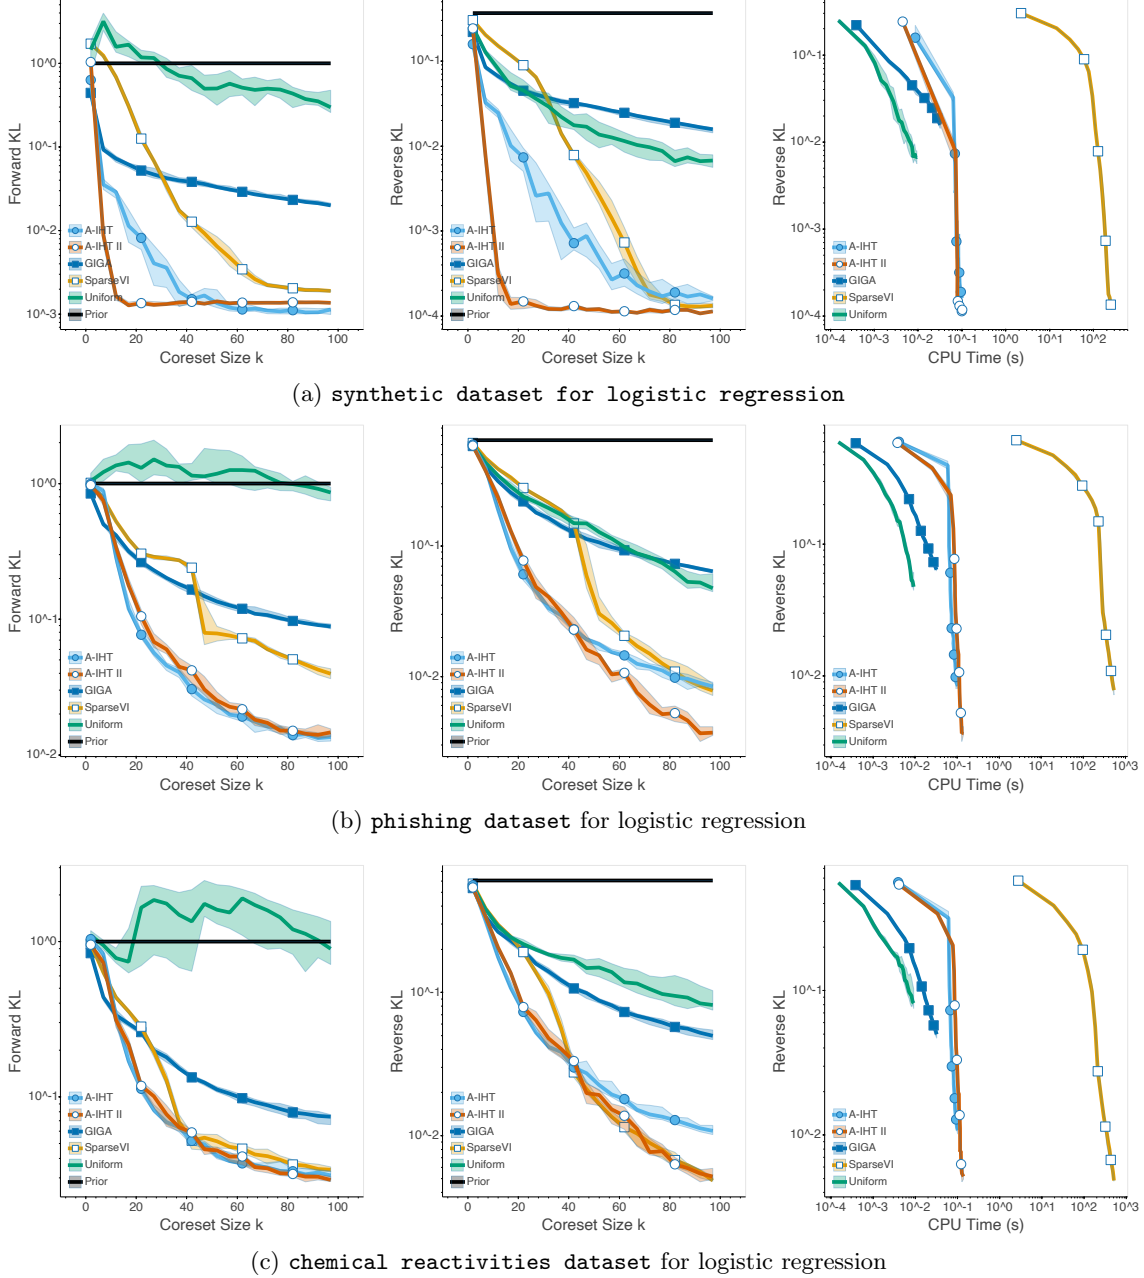 10^0
10^-1
10^-2
10^-3
Forward KL
A-IHT
A-IHT II
GIGA
SparseVI
Uniform
Prior
0 20 40 60 80 100
Coreset Size k
10^-1
10^-2
10^-3
10^-4
Reverse KL
A-IHT
A-IHT II
GIGA
SparseVI
Uniform
Prior
0 20 40 60 80 100
Coreset Size k
10^-1
10^-2
10^-3
10^-4
Reverse KL
A-IHT
A-IHT II
GIGA
SparseVI
Uniform
10^-4 10^-3 10^-2 10^-1 10^0 10^1 10^2
CPU Time (s)
(a) synthetic dataset for logistic regression
10^0
10^-1
10^-2
Forward KL
A-IHT
A-IHT II
GIGA
SparseVI
Uniform
Prior
0 20 40 60 80 100
Coreset Size k
10^-1
10^-2
Reverse KL
A-IHT
A-IHT II
GIGA
SparseVI
Uniform
Prior
0 20 40 60 80 100
Coreset Size k
10^-1
10^-2
Reverse KL
A-IHT
A-IHT II
GIGA
SparseVI
Uniform
10^-4 10^-3 10^-2 10^-1 10^0 10^1 10^2 10^3
CPU Time (s)
(b) phishing dataset for logistic regression
10^0
10^-1
Forward KL
A-IHT
A-IHT II
GIGA
SparseVI
Uniform
Prior
0 20 40 60 80 100
Coreset Size k
10^-1
10^-2
Reverse KL
A-IHT
A-IHT II
GIGA
SparseVI
Uniform
Prior
0 20 40 60 80 100
Coreset Size k
10^-1
10^-2
Reverse KL
A-IHT
A-IHT II
GIGA
SparseVI
Uniform
10^-4 10^-3 10^-2 10^-1 10^0 10^1 10^2 10^3
CPU Time (s)
(c) chemical reactivities dataset for logistic regression